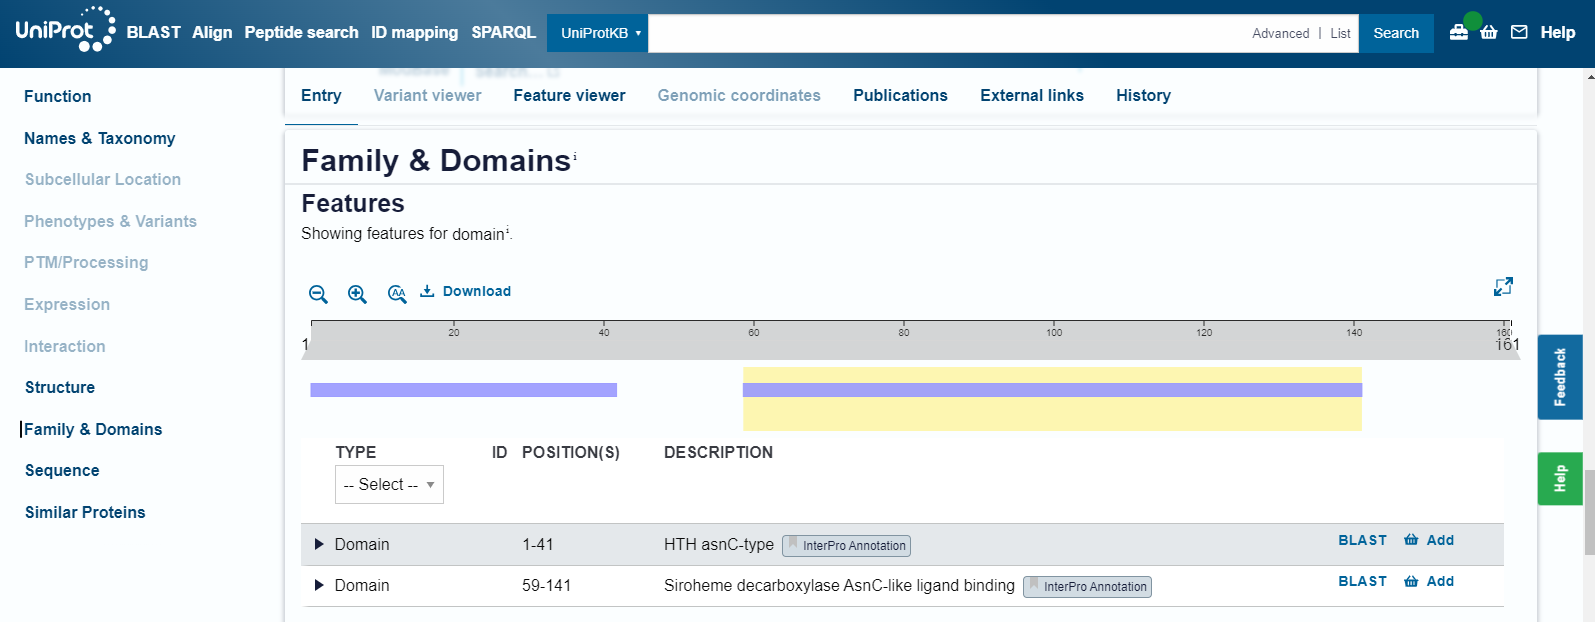 UniProt BLAST Align Peptide search ID mapping SPARQL UniProtKB Advanced | List Search Help
Entry Variant viewer Feature viewer Genomic coordinates Publications External links History
Function
Names & Taxonomy
Subcellular Location
Phenotypes & Variants
PTM/Processing
Expression
Interaction
Structure
Family & Domains
Sequence
Similar Proteins
Family & Domains i
Features
Showing features for domain i.
AA Download
20 40 60 80 100 120 140 160
1 161
TYPE ID POSITION(S) DESCRIPTION
-- Select --
Domain 1-41 HTH asnC-type InterPro Annotation BLAST Add
Domain 59-141 Siroheme decarboxylase AsnC-like ligand binding InterPro Annotation BLAST Add
Feedback
Help